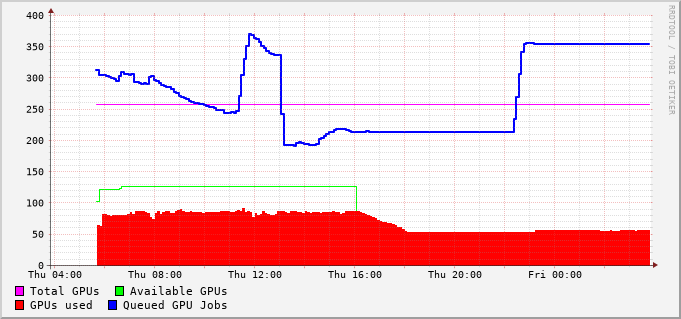 400
350
300
250
200
150
100
50
0
Thu 04:00 Thu 08:00 Thu 12:00 Thu 16:00 Thu 20:00 Fri 00:00
Total GPUs Available GPUs
GPUs used Queued GPU Jobs
RRDTOOL / TOBI OETIKER